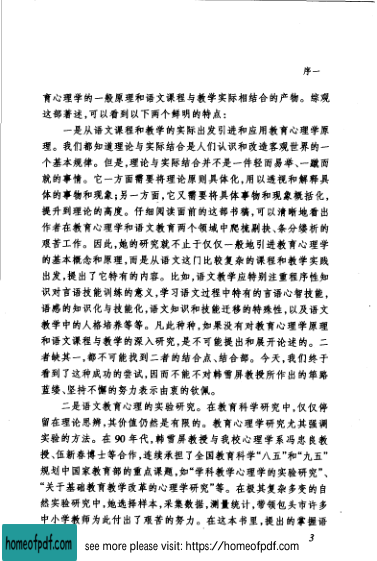 序一
育心理学的一般原理和语文课程与教学实际相结合的产物。综观
这部著述,可以看到以下两个鲜明的特点:
一是从语文课程和教学的实际出发引进和应用教育心理学原
理。我们都知道理论与实际结合是人们认识和改造客观世界的一
个基本规律。但是,理论与实际结合并不是一件轻而易举、一蹴而
就的事情。它一方面需要将理论原则具体化,用以透视和解释具
体的事物和现象;另一方面,它又需要将具体事物和现象概括化,
提升到理论的高度。仔细阅读面前的这部书稿,可以清晰地看出
作者在教育心理学和语文教育两个领域中爬梳剔抉、条分缕析的
艰苦工作。因此,她的研究就不止于仅仅一般地引进教育心理学
的基本概念和原理,而是从语文这门比较复杂的课程和教学实践
出发,提出了它特有的内容。比如,语文教学应特别注重程序性知
识对言语技能训练的意义,学习语文过程中特有的言语心智技能,
语感的知识化与技能化,语文知识和技能迁移的特殊性,以及语文
教学中的人格培养等等。凡此种种,如果没有对教育心理学原理
和语文课程与教学的深入研究,是不可能提出和展开论述的。二
者缺其一,都不可能找到二者的结合点、结合部。今天,我们终于
看到了这种成功的尝试,因而不能不对韩雪屏教授所作出的筚路
蓝缕、坚持不懈的努力表示由衷的钦佩。
二是语文教育心理的实验研究。在教育科学研究中,仅仅停
留在理论思辨,其价值仍然是有限的。教育心理学研究尤其强调
实验的方法。在 90 年代,韩雪屏教授与我校心理学系冯忠良教
授、伍新春博士等合作,连续承担了全国教育科学“八五”和“九五”
规划中国家教育部的重点课题,如“学科教学心理学的实验研究”、
“关于基础教育教学改革的心理学研究”等。在极其复杂多变的自
然实验研究中,她选择样本,采集数据,测量统计,带领包头市许多
中小学教师为此付出了艰苦的努力。在这本书里,提出的掌握语
3
homeofpdf.com
see more please visit: https://homeofpdf.com